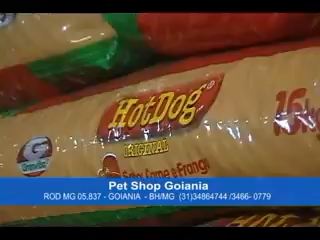 HotDog®
ORIGINAL
16kg
Sabor Carne e Frango
Pet Shop Goiania
ROD MG 05,837 - GOIANIA - BH/MG (31)34864744 /3466- 0779